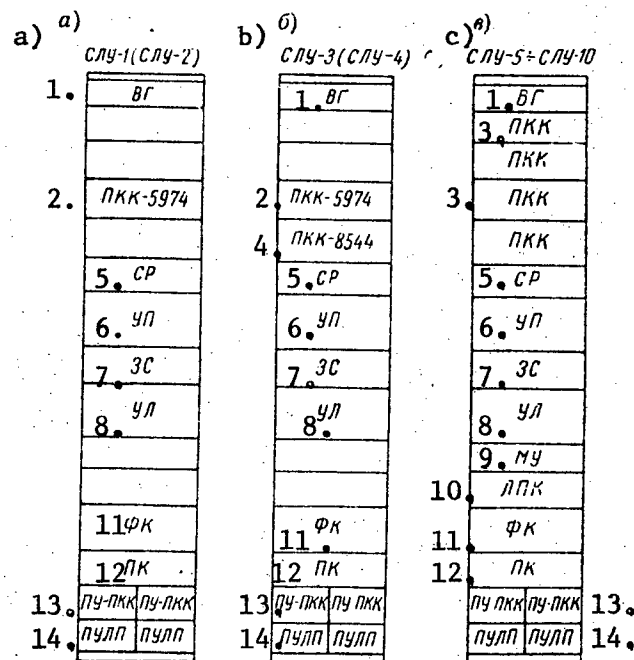 a) а) b) б) c) в)
СЛУ-1(СЛУ-2) СЛУ-3(СЛУ-4) СЛУ-5÷СЛУ-10
1. ВГ 1. ВГ 1. ВГ
3. ПКК
ПКК
2. ПКК-5974 2 ПКК-5974 3. ПКК
4 ПКК-8544 ПКК
5. СР 5. СР 5. СР
6. УП 6. УП 6. УП
7. ЗС 7. ЗС 7. ЗС
8. УЛ 8. УЛ 8. УЛ
9. МУ
10 ЛПК
11 ФК 11 ФК 11 ФК
12 ПК 12 ПК 12 ПК
13. ПУ-ПКК ПУ-ПКК 13 ПУ-ПКК ПУ ПКК ПУ ПКК ПУ-ПКК 13.
14. ПУЛП ПУЛП 14. ПУЛП ПУЛП ПУЛП ПУЛП 14.